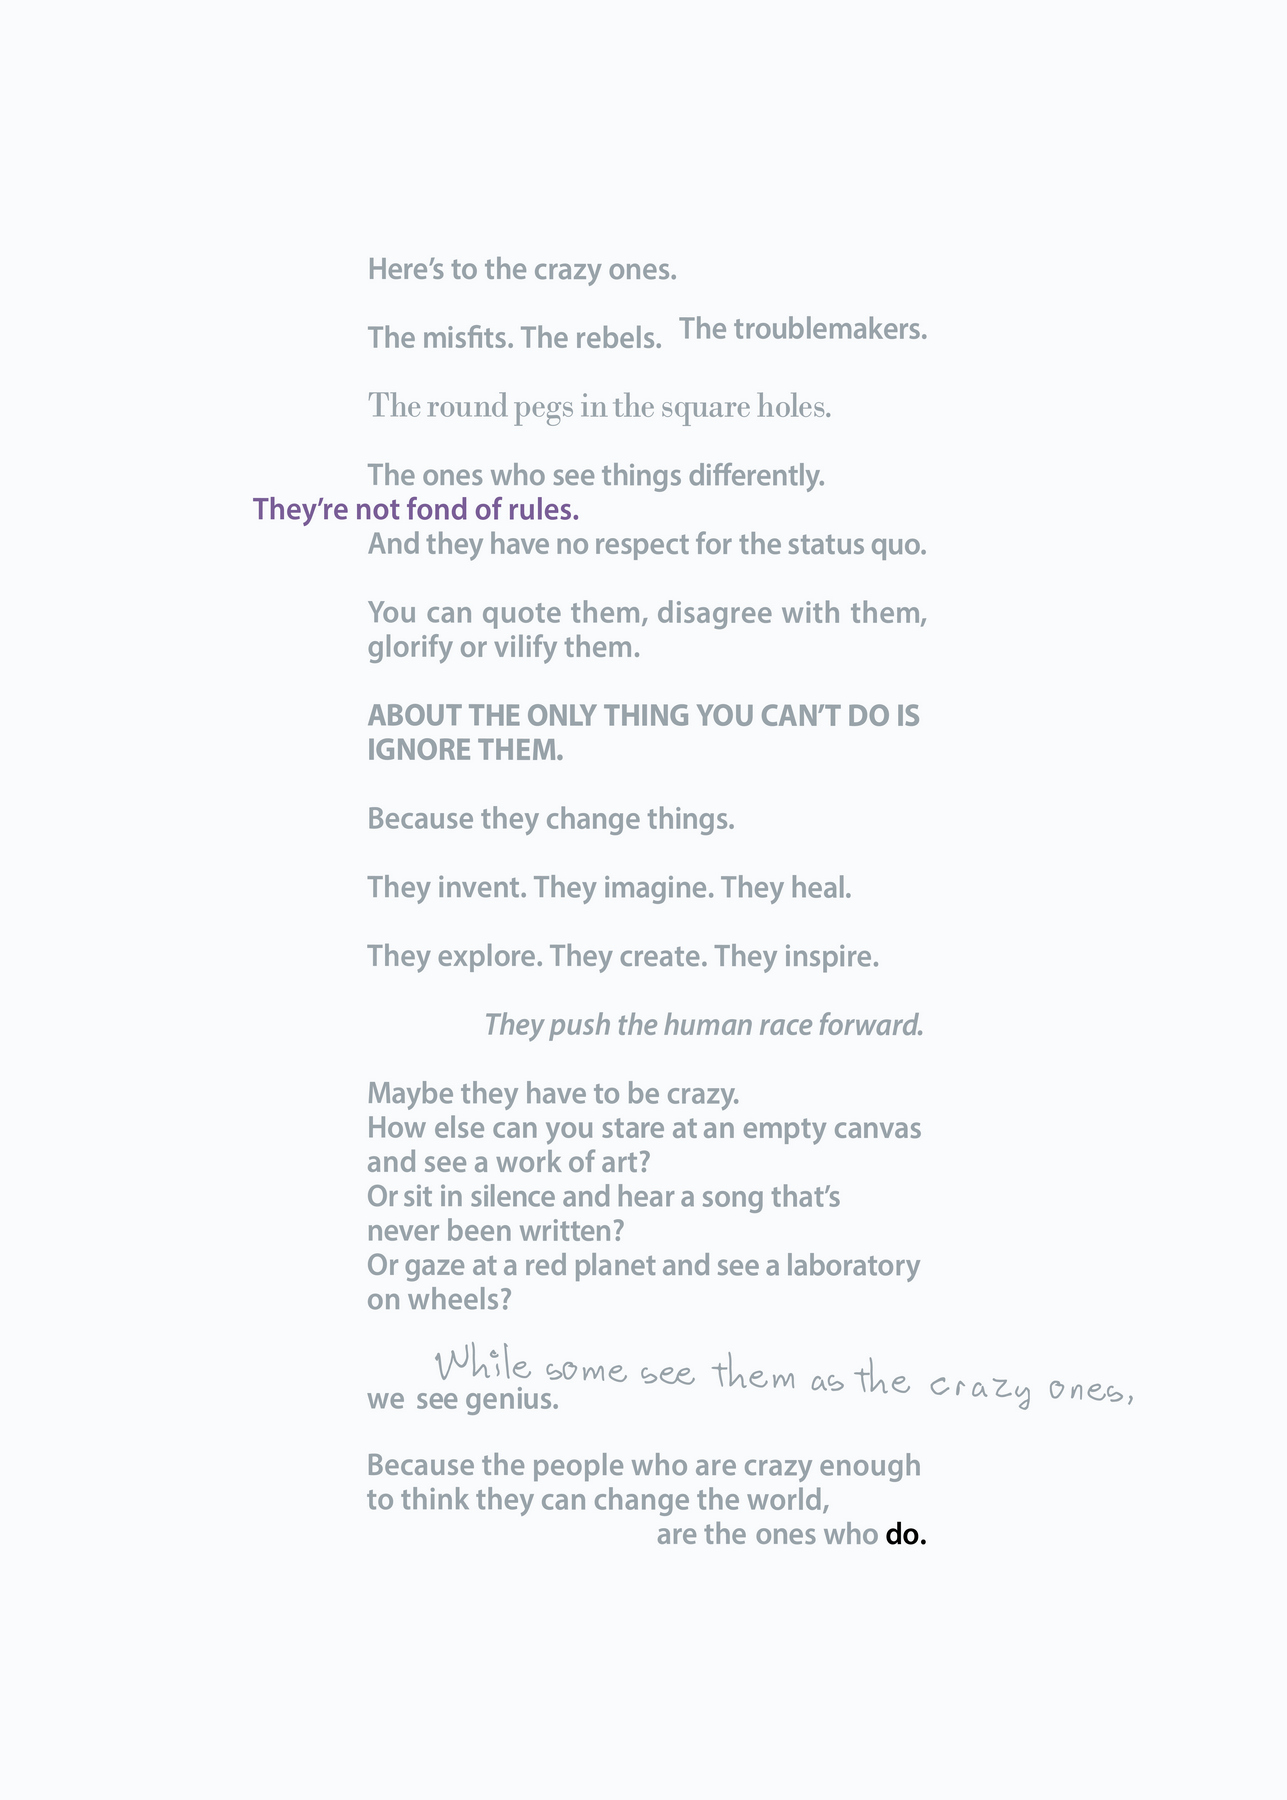 Here’s to the crazy ones.
The misfits. The rebels. The troublemakers.
The round pegs in the square holes.
The ones who see things differently.
They’re not fond of rules.
And they have no respect for the status quo.
You can quote them, disagree with them,
glorify or vilify them.
ABOUT THE ONLY THING YOU CAN’T DO IS
IGNORE THEM.
Because they change things.
They invent. They imagine. They heal.
They explore. They create. They inspire.
They push the human race forward.
Maybe they have to be crazy.
How else can you stare at an empty canvas
and see a work of art?
Or sit in silence and hear a song that’s
never been written?
Or gaze at a red planet and see a laboratory
on wheels?
While some see them as the crazy ones,
we see genius.
Because the people who are crazy enough
to think they can change the world,
are the ones who do.